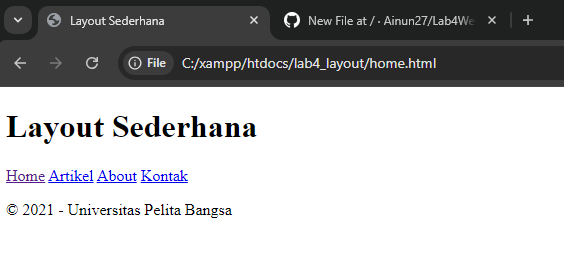 Layout Sederhana
New File at / · Ainun27/Lab4We
File C:/xampp/htdocs/lab4_layout/home.html
Layout Sederhana
Home Artikel About Kontak
© 2021 - Universitas Pelita Bangsa